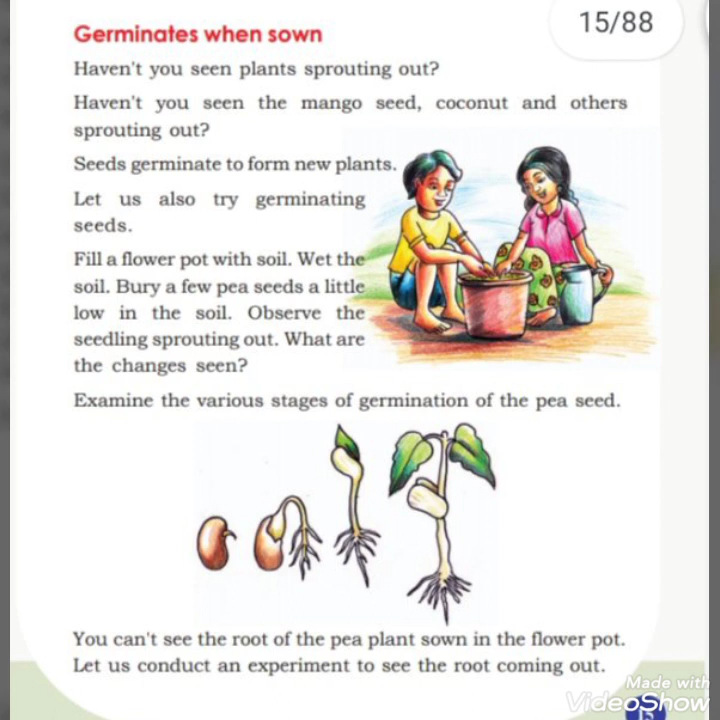 15/88
Germinates when sown
Haven't you seen plants sprouting out?
Haven't you seen the mango seed, coconut and others
sprouting out?
Seeds germinate to form new plants.
Let us also try germinating
seeds.
Fill a flower pot with soil. Wet the
soil. Bury a few pea seeds a little
low in the soil. Observe the
seedling sprouting out. What are
the changes seen?
Examine the various stages of germination of the pea seed.
You can't see the root of the pea plant sown in the flower pot.
Let us conduct an experiment to see the root coming out.
Made with
VideoShow
15